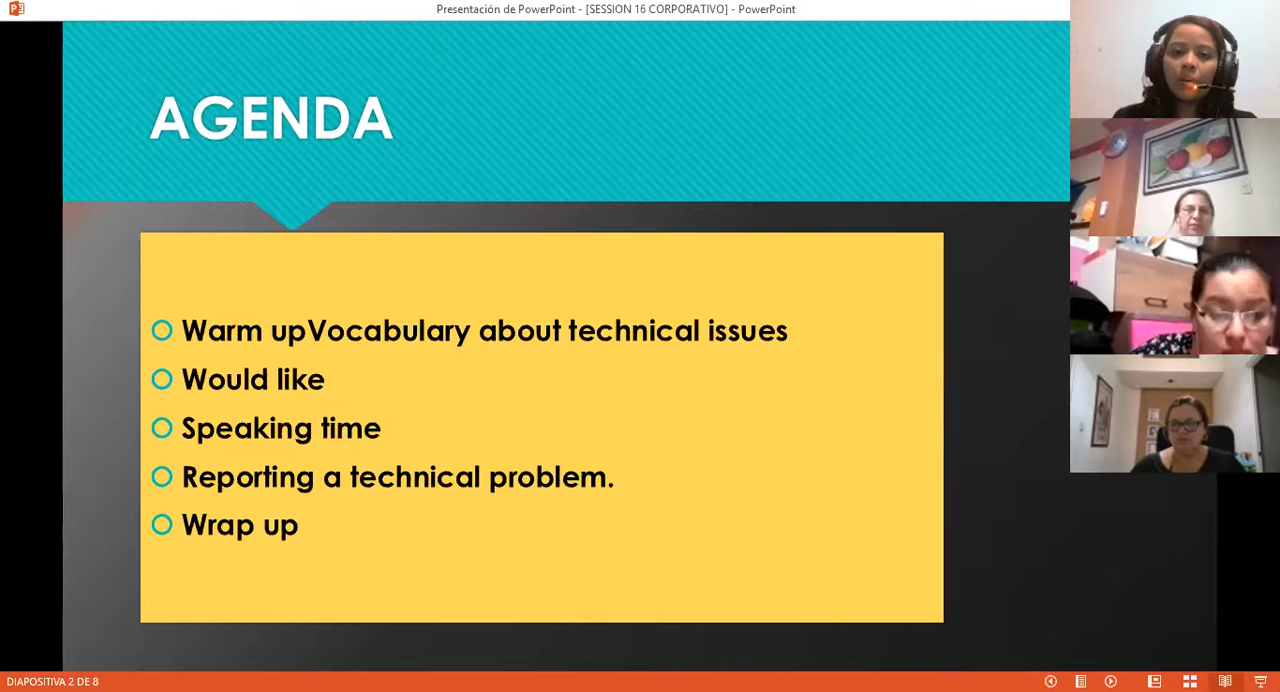 Presentación de PowerPoint - [SESSION 16 CORPORATIVO] - PowerPoint
AGENDA
Warm upVocabulary about technical issues
Would like
Speaking time
Reporting a technical problem.
Wrap up
DIAPOSITIVA 2 DE 8